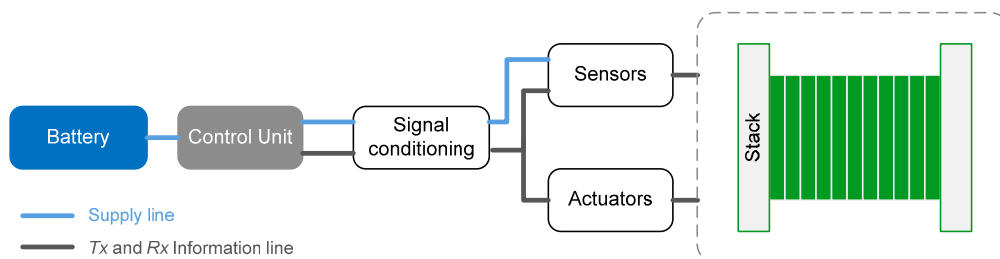 Battery
Control Unit
Signal
conditioning
Sensors
Actuators
Stack
Supply line
Tx and Rx Information line